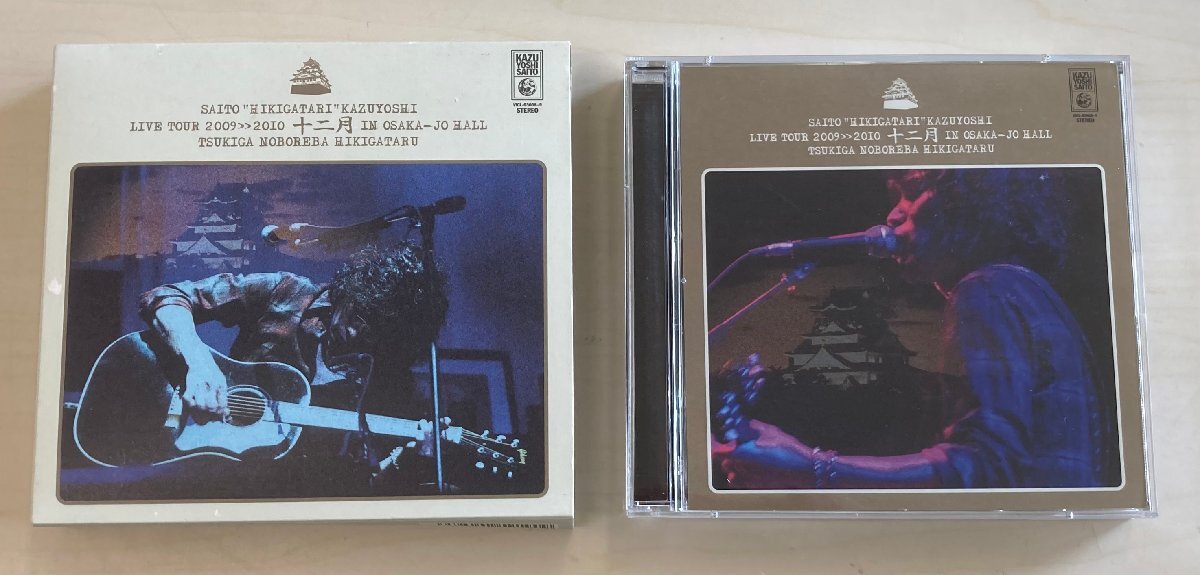 SAITO "HIKIGATARI" KAZUYOSHI
LIVE TOUR 2009>>2010 十二月 IN OSAKA-JO HALL
TSUKIGA NOBOREBA HIKIGATARU
KAZU
YOSHI
SAITO
STEREO
SAITO "HIKIGATARI" KAZUYOSHI
LIVE TOUR 2009>>2010 十二月 IN OSAKA-JO HALL
TSUKIGA NOBOREBA HIKIGATARU
KAZU
YOSHI
SAITO
STEREO